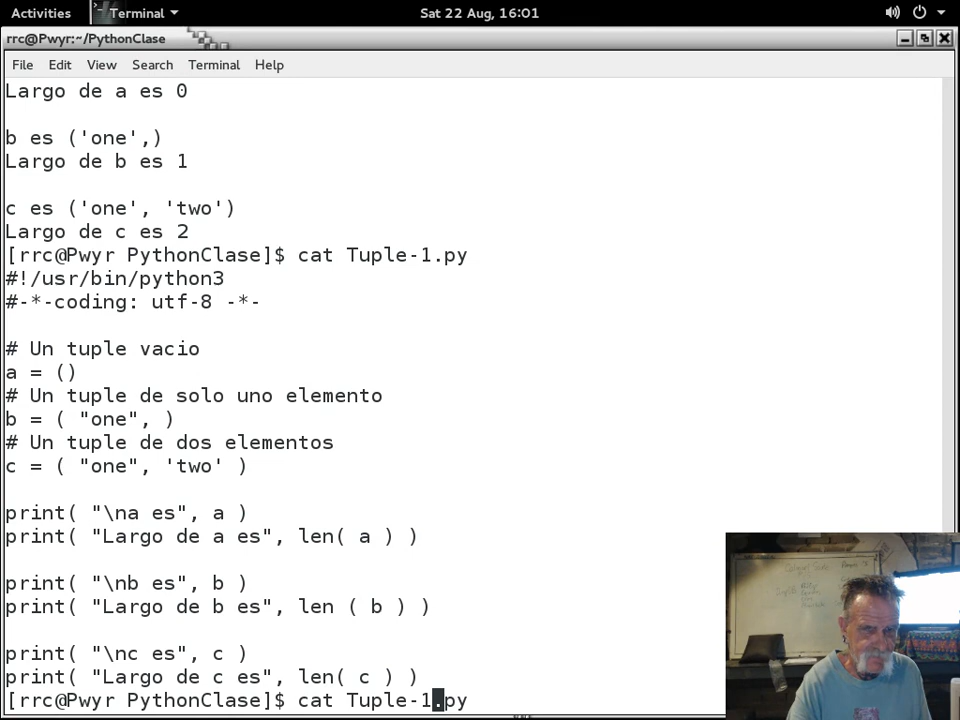 Activities Terminal Sat 22 Aug, 16:01
rrc@Pwyr:~/PythonClase
File Edit View Search Terminal Help
Largo de a es 0
b es ('one',)
Largo de b es 1
c es ('one', 'two')
Largo de c es 2
[rrc@Pwyr PythonClase]$ cat Tuple-1.py
#!/usr/bin/python3
#-*-coding: utf-8 -*-
# Un tuple vacio
a = ()
# Un tuple de solo uno elemento
b = ( "one", )
# Un tuple de dos elementos
c = ( "one", 'two' )
print( "\na es", a )
print( "Largo de a es", len( a ) )
print( "\nb es", b )
print( "Largo de b es", len ( b ) )
print( "\nc es", c )
print( "Largo de c es", len( c ) )
[rrc@Pwyr PythonClase]$ cat Tuple-1.py